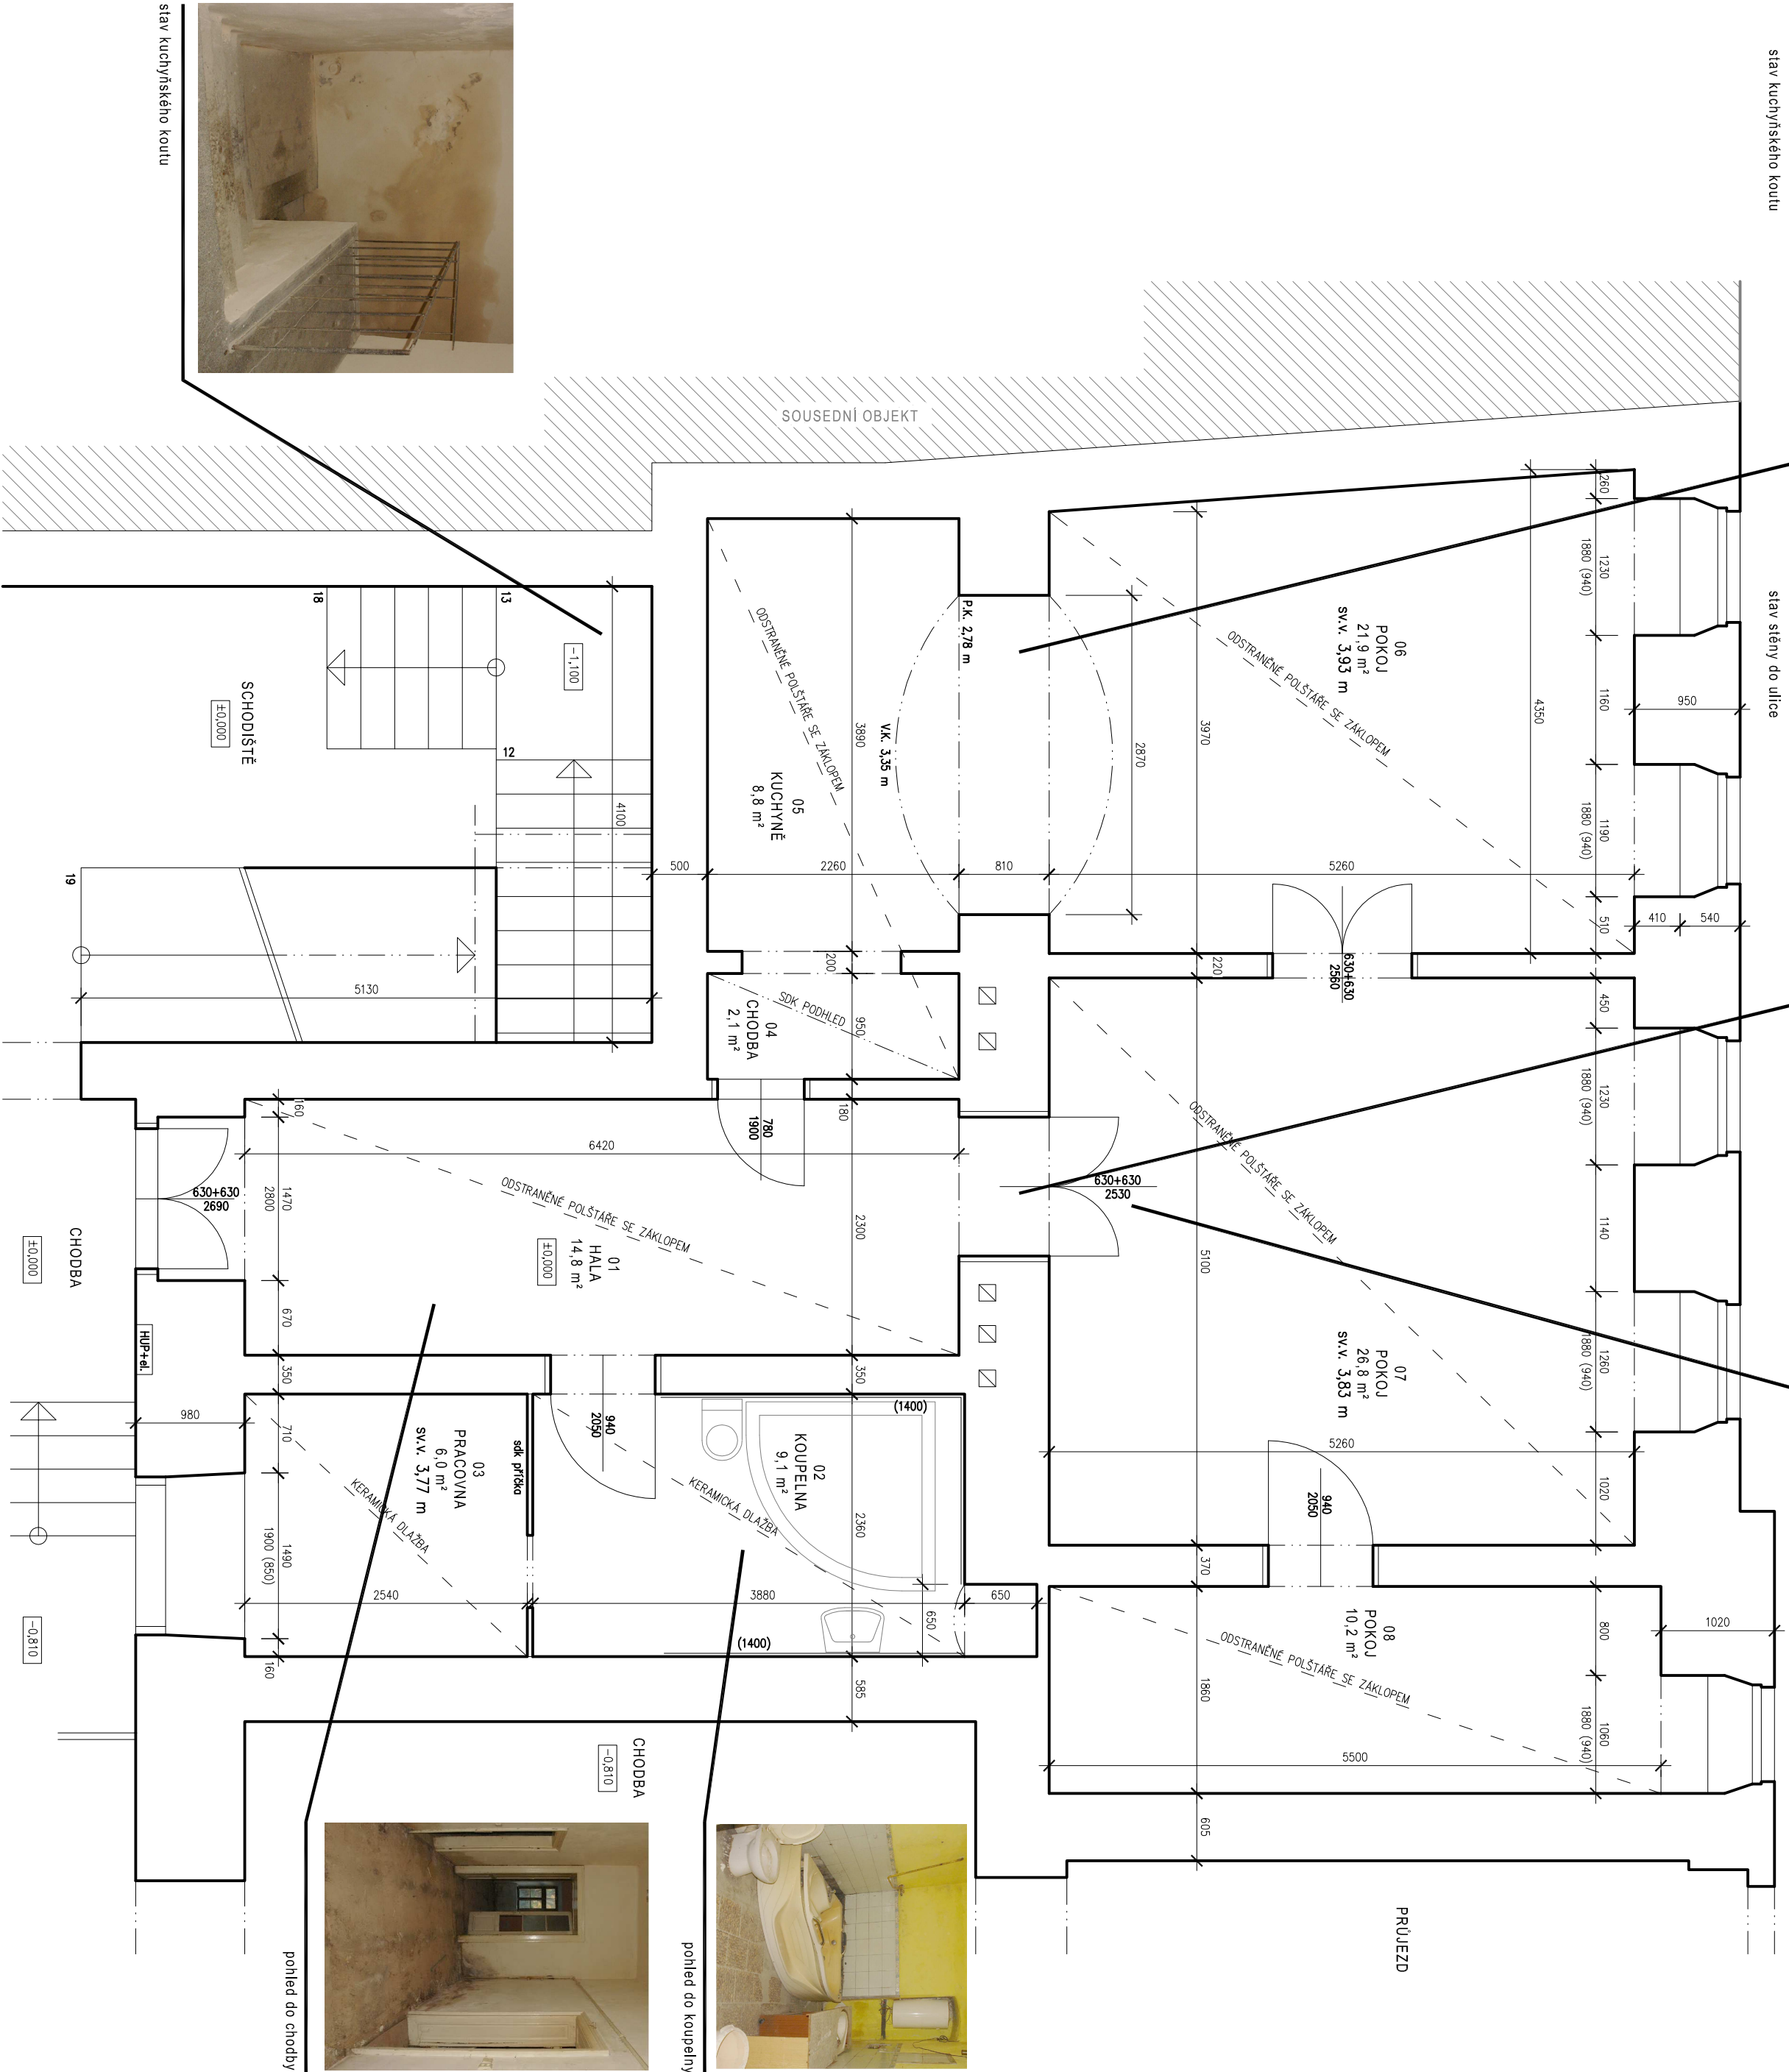 stav kuchyňského koutu
stav stěny do ulice
stav kuchyňského koutu
SOUSEDNÍ OBJEKT
260
1230
1880 (940)
1160
1190
1880 (940)
510
450
1230
1880 (940)
1140
1260
1880 (940)
1020
800
1060
1880 (940)
950
410
540
1020
4350
06
POKOJ
21,9 m²
sv.v. 3,93 m
ODSTRANĚNÉ POLŠTÁŘE SE ZÁKLOPEM
5260
630+630
2560
07
POKOJ
26,8 m²
sv.v. 3,83 m
ODSTRANĚNÉ POLŠTÁŘE SE ZÁKLOPEM
5260
940
2050
08
POKOJ
10,2 m²
ODSTRANĚNÉ POLŠTÁŘE SE ZÁKLOPEM
5500
3970
220
5100
370
1860
605
PRŮJEZD
2870
630+630
2530
P.K. 2,78 m
V.K. 3,35 m
810
650
3890
200
950
180
2300
350
2360
585
05
KUCHYNĚ
8,8 m²
ODSTRANĚNÉ POLŠTÁŘE SE ZÁKLOPEM
2260
500
04
CHODBA
2,1 m²
SDK PODHLED
780
1900
01
HALA
14,8 m²
±0,000
ODSTRANĚNÉ POLŠTÁŘE SE ZÁKLOPEM
6420
02
KOUPELNA
9,1 m²
KERAMICKÁ DLAŽBA
(1400)
(1400)
650
3880
940
2050
sdk příčka
03
PRACOVNA
6,0 m²
sv.v. 3,77 m
KERAMICKÁ DLAŽBA
2540
4100
-1,100
13
18
12
19
SCHODIŠTĚ
±0,000
5130
160
1470
2800
670
350
710
1490
1900 (850)
160
630+630
2690
980
HUP+el.
CHODBA
±0,000
-0,810
CHODBA
-0,810
pohled do koupelny
pohled do chodby